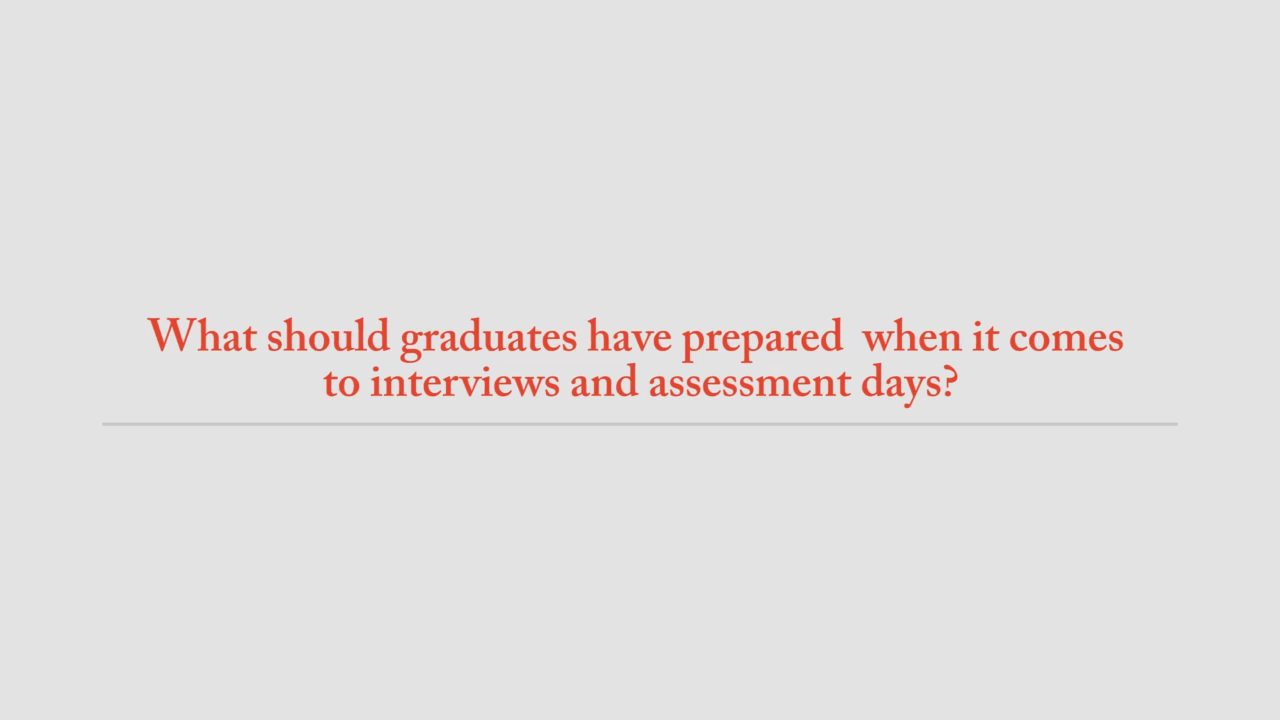 What should graduates have prepared  when it comes
to interviews and assessment days?